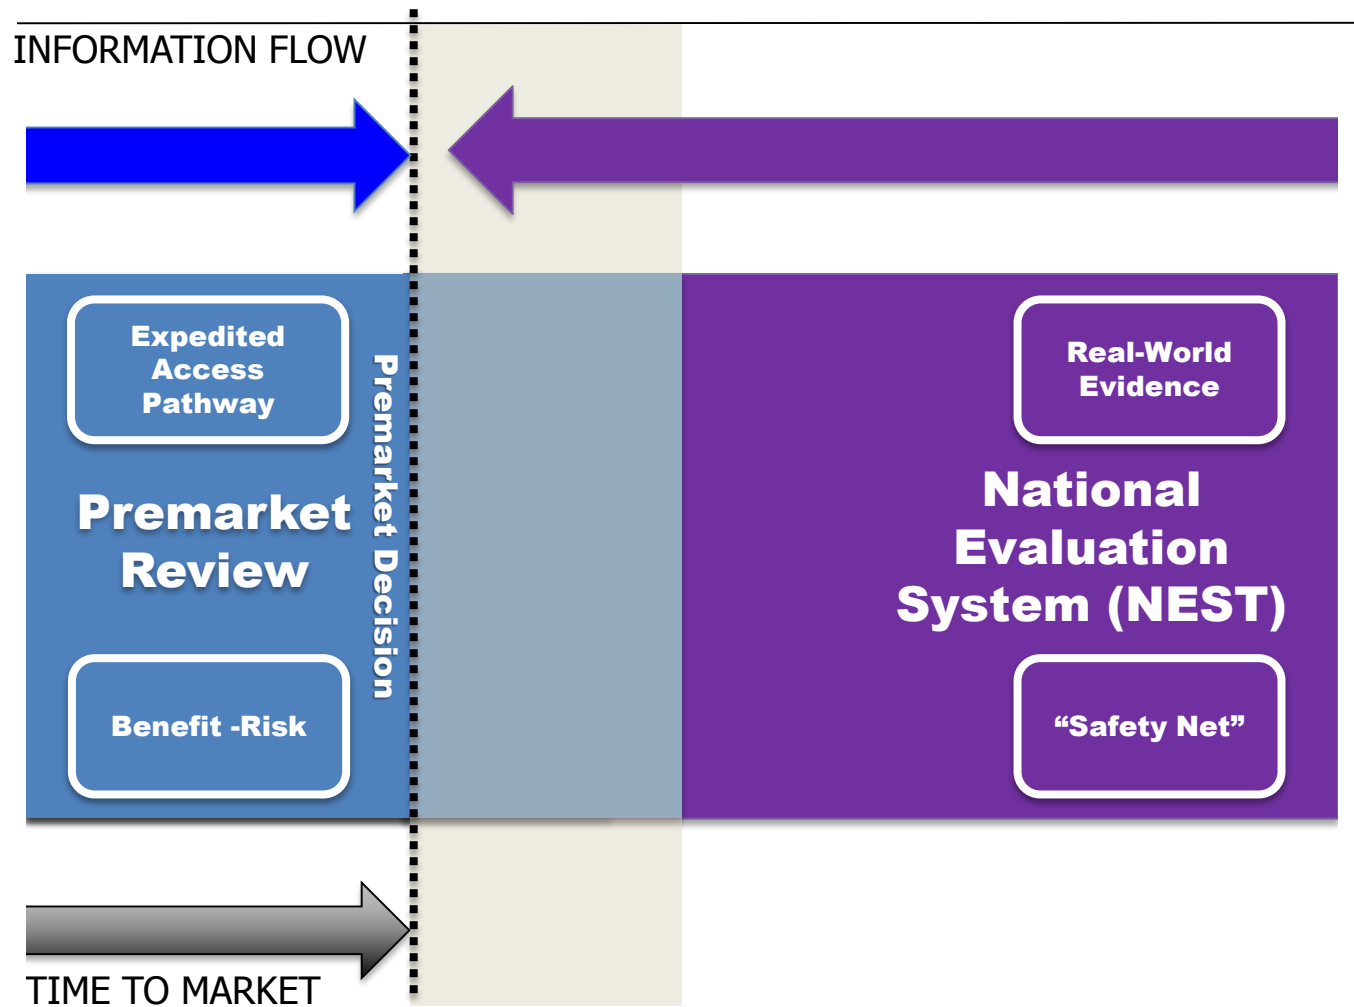 INFORMATION FLOW
Expedited
Access
Pathway
Premarket
Review
Benefit -Risk
Premarket Decision
Real-World
Evidence
National
Evaluation
System (NEST)
“Safety Net”
TIME TO MARKET